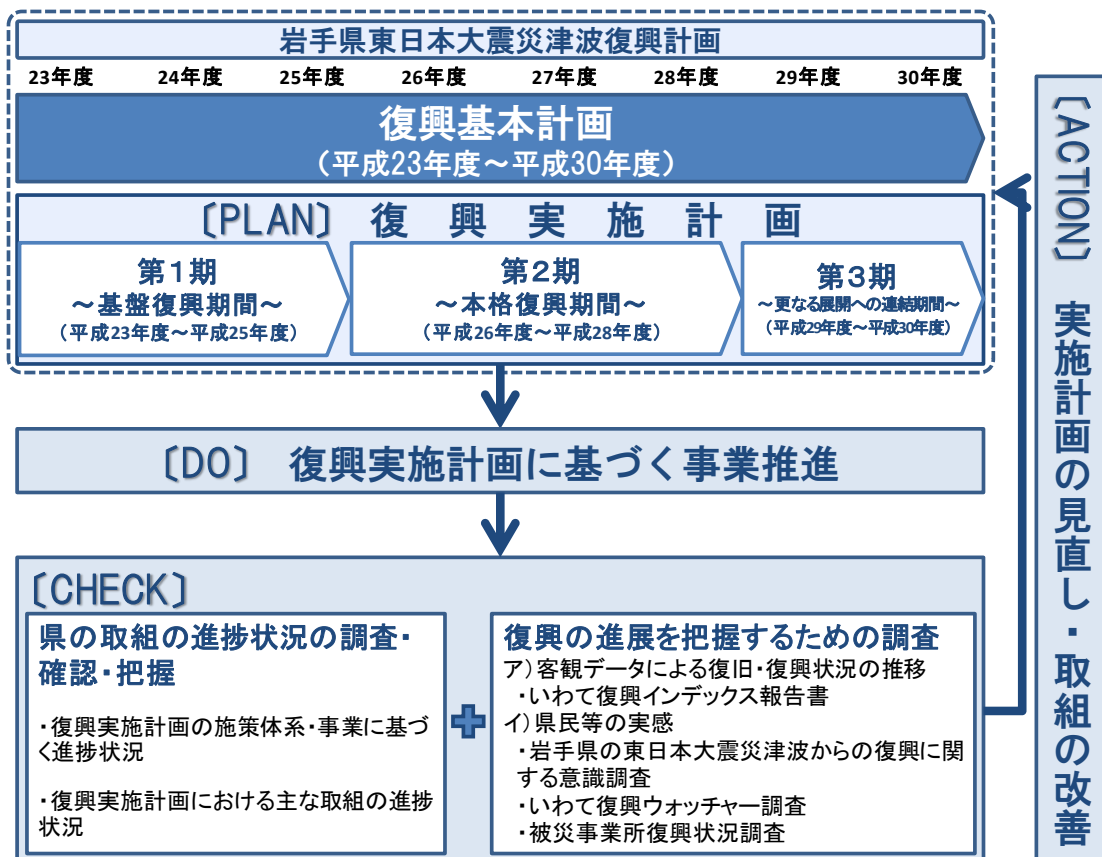 岩手県東日本大震災津波復興計画
23年度 24年度 25年度 26年度 27年度 28年度 29年度 30年度
復興基本計画
(平成23年度～平成30年度)
〔PLAN〕復興実施計画
第1期
～基盤復興期間～
(平成23年度～平成25年度)
第2期
～本格復興期間～
(平成26年度～平成28年度)
第3期
～更なる展開への連結期間～
(平成29年度～平成30年度)
〔DO〕 復興実施計画に基づく事業推進
〔CHECK〕
県の取組の進捗状況の調査・
確認・把握
・復興実施計画の施策体系・事業に基づ
く進捗状況
・復興実施計画における主な取組の進捗
状況
復興の進展を把握するための調査
ア)客観データによる復旧・復興状況の推移
・いわて復興インデックス報告書
イ)県民等の実感
・岩手県の東日本大震災津波からの復興に関
する意識調査
・いわて復興ウォッチャー調査
・被災事業所復興状況調査
〔ACTION〕 実施計画の見直し・取組の改善